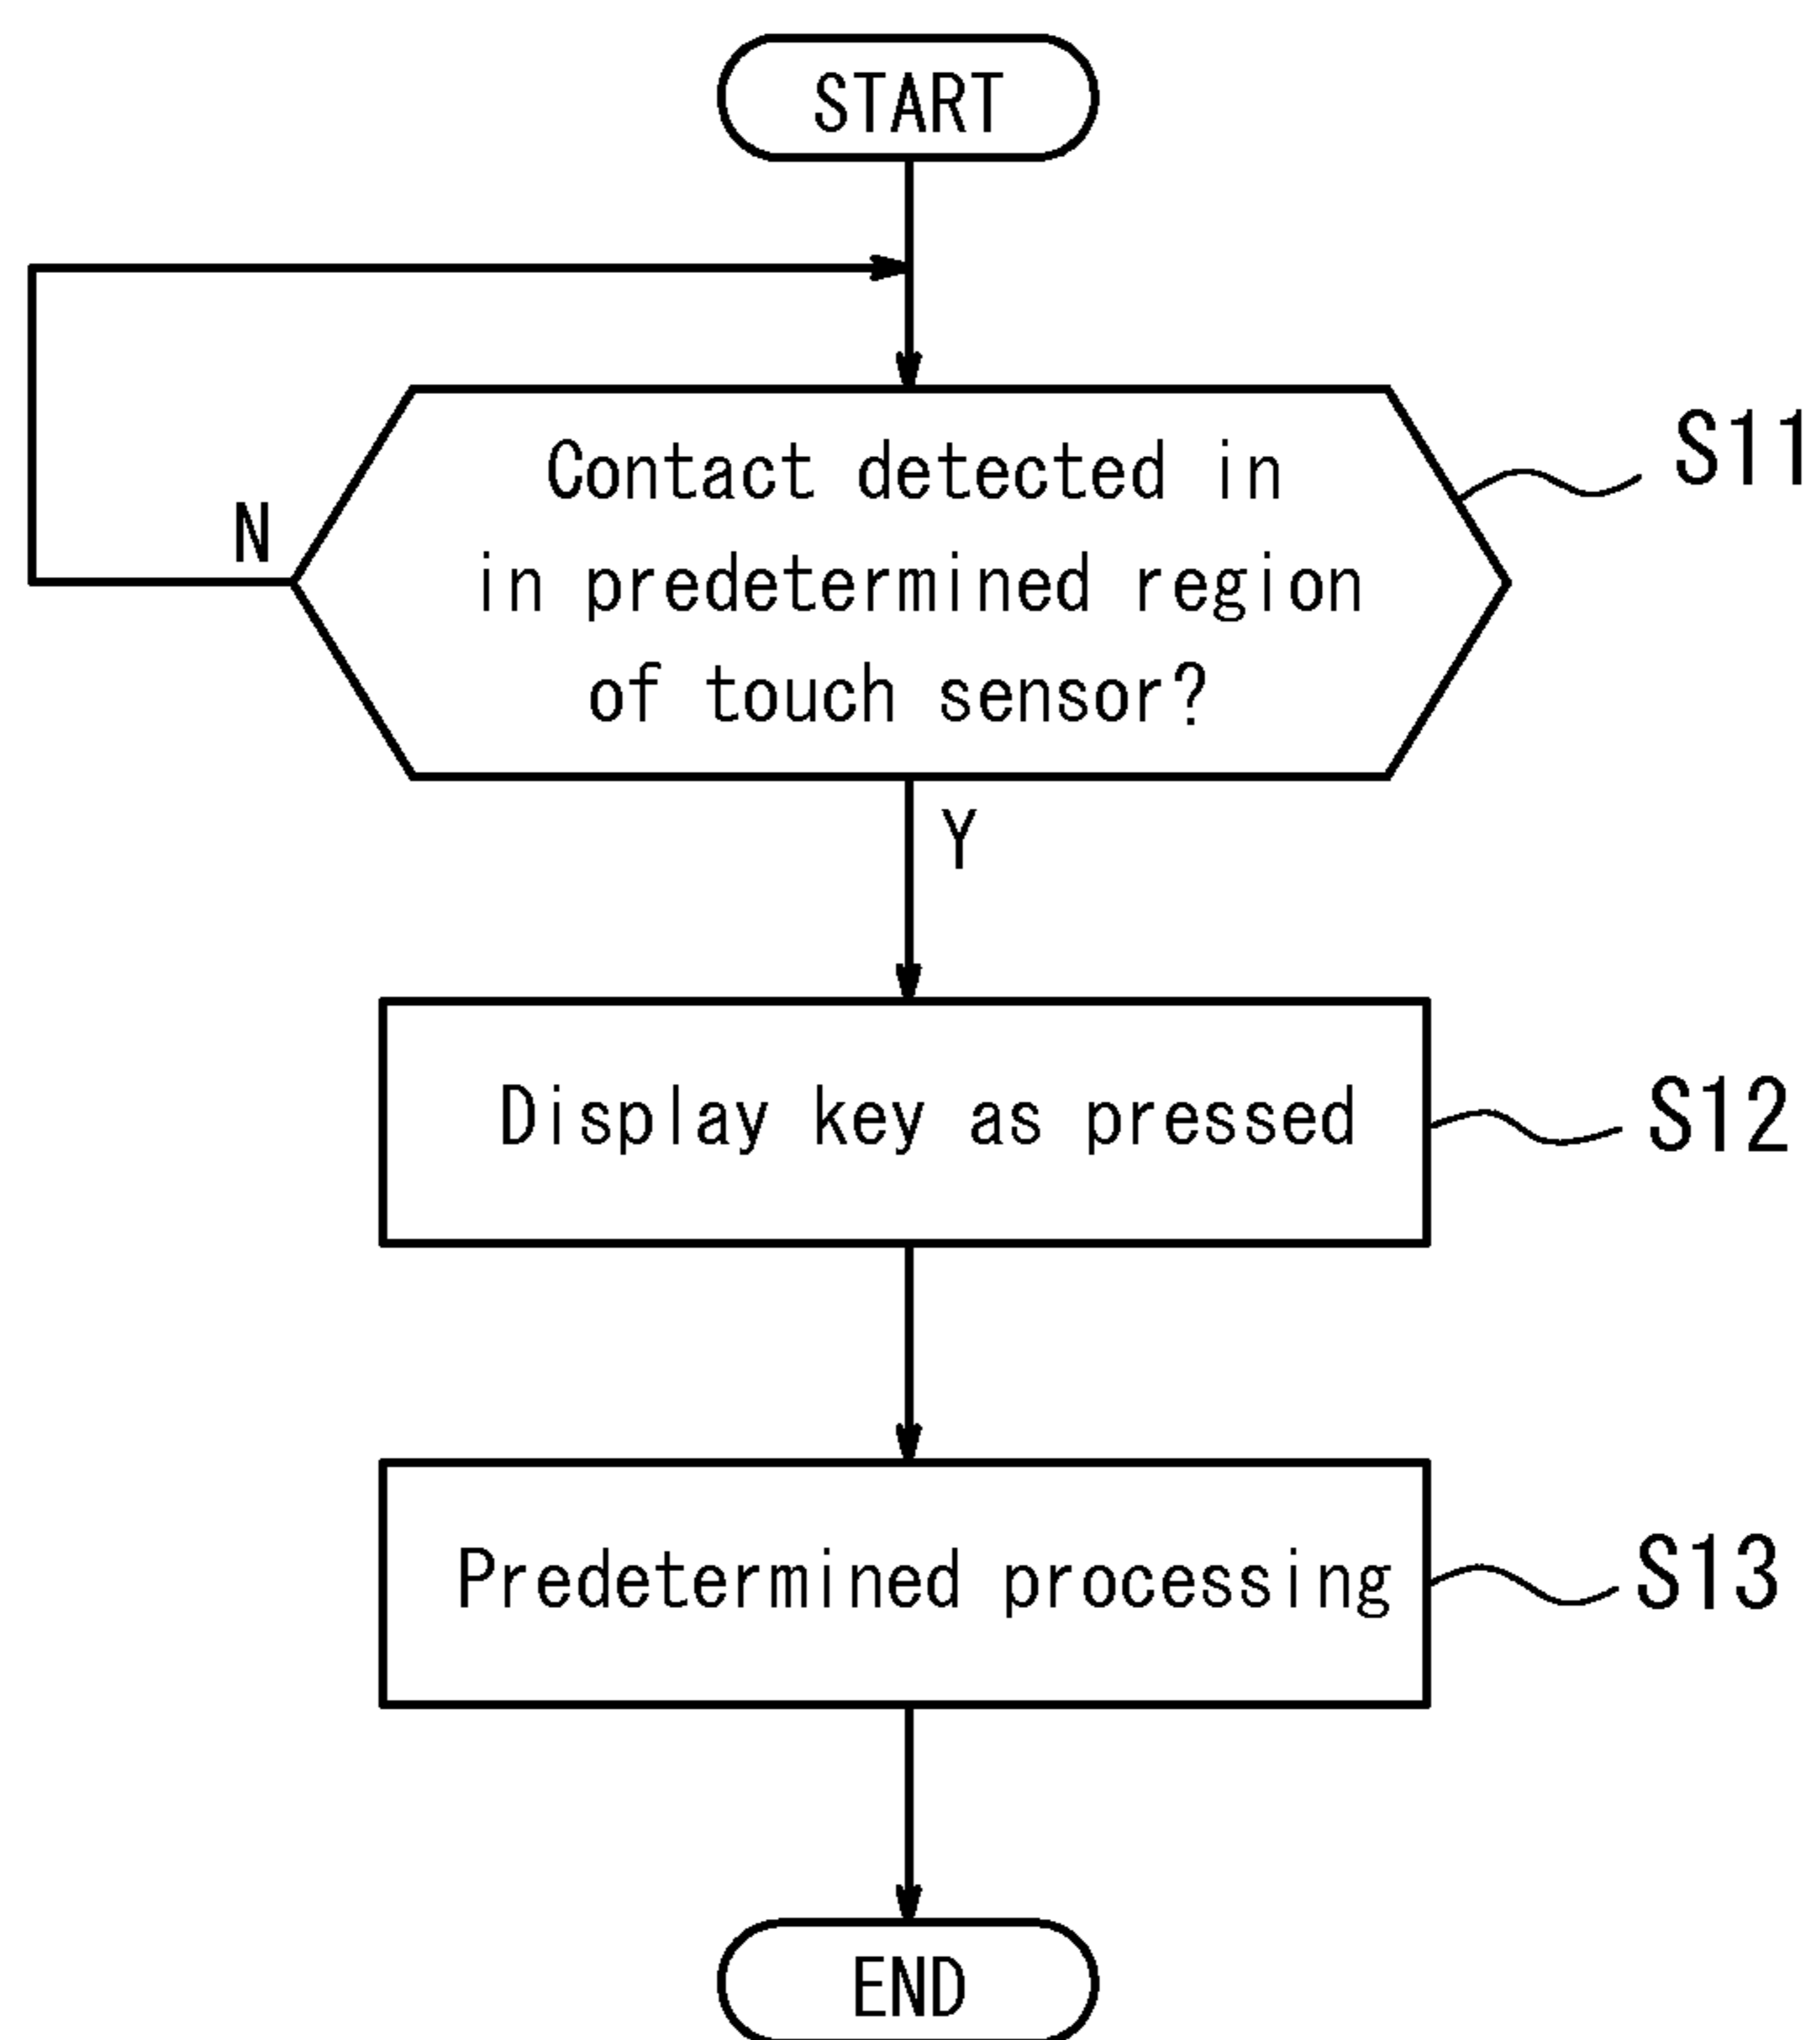 START
Contact detected in
in predetermined region
of touch sensor?
S11
N
Y
Display key as pressed
S12
Predetermined processing
S13
END